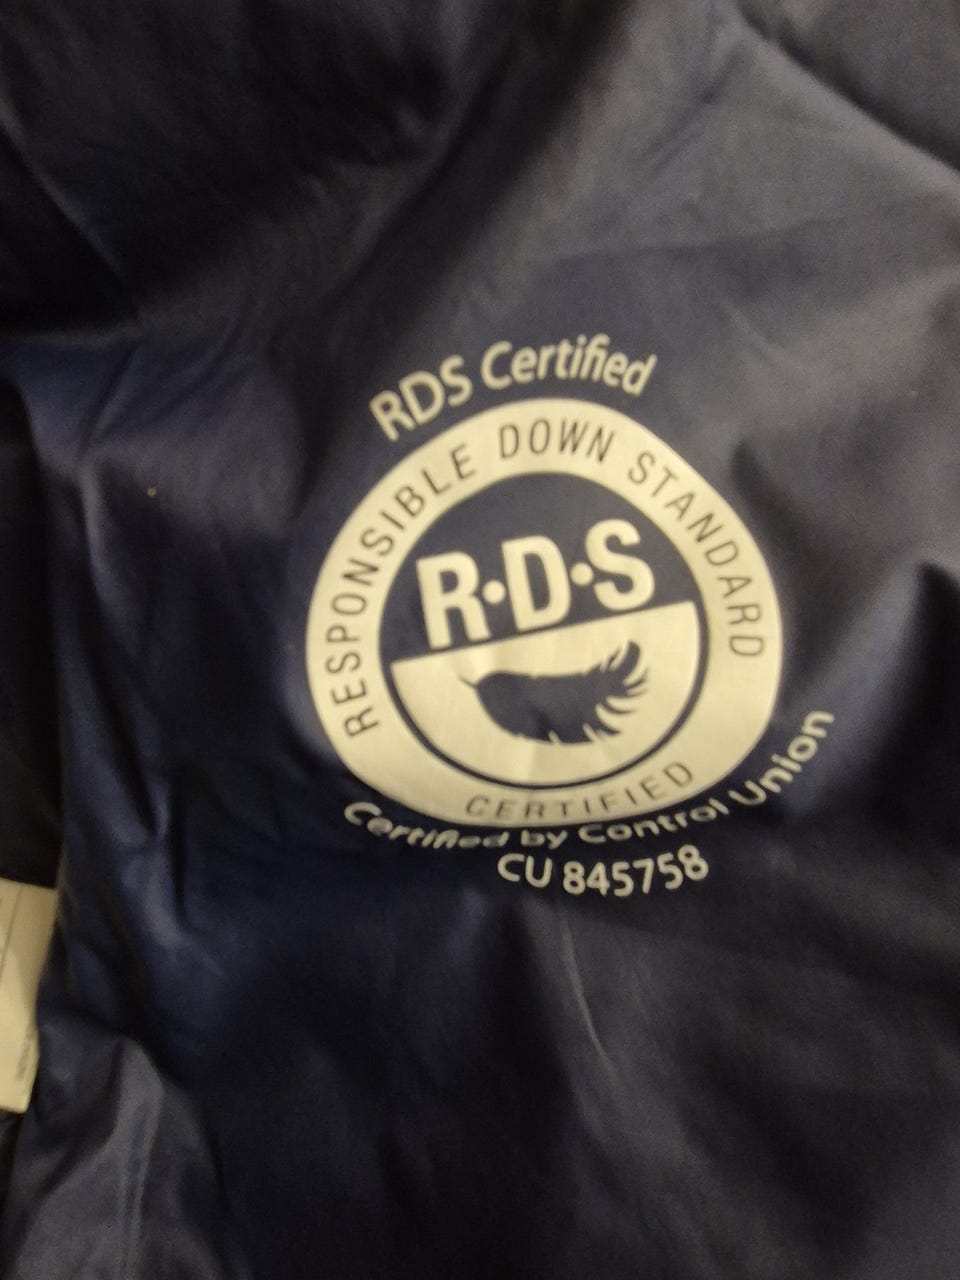 RDS Certified
RESPONSIBLE DOWN STANDARD
R·D·S
CERTIFIED
Certified by Control Union
CU 845758